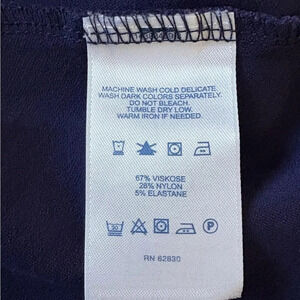 MACHINE WASH COLD DELICATE.
WASH DARK COLORS SEPARATELY.
DO NOT BLEACH.
TUMBLE DRY LOW.
WARM IRON IF NEEDED.
67% VISKOSE
28% NYLON
5% ELASTANE
P
RN 62830